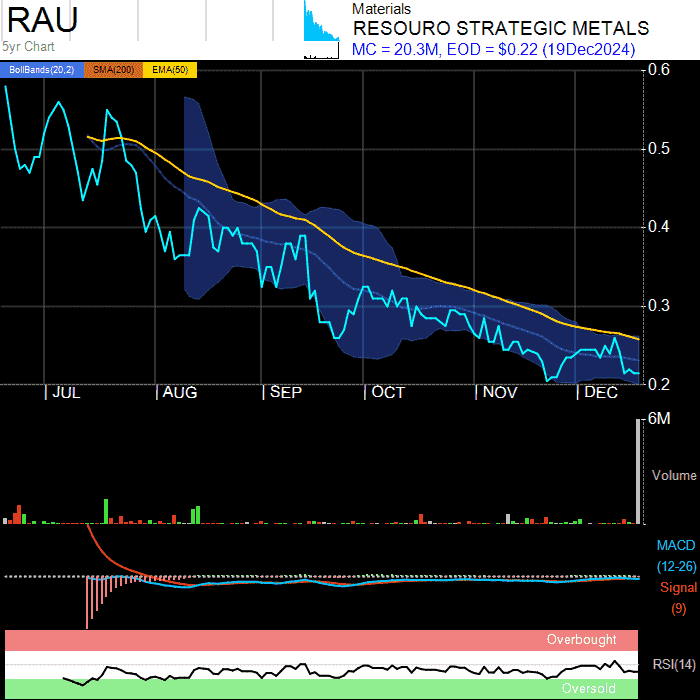 RAU
5yr Chart
Materials
RESOURO STRATEGIC METALS
MC = 20.3M, EOD = $0.22 (19Dec2024)
BollBands(20,2) SMA(200) EMA(50)
0.6
0.5
0.4
0.3
0.2
JUL AUG SEP OCT NOV DEC
6M
Volume
MACD
(12-26)
Signal
(9)
Overbought
RSI(14)
Oversold